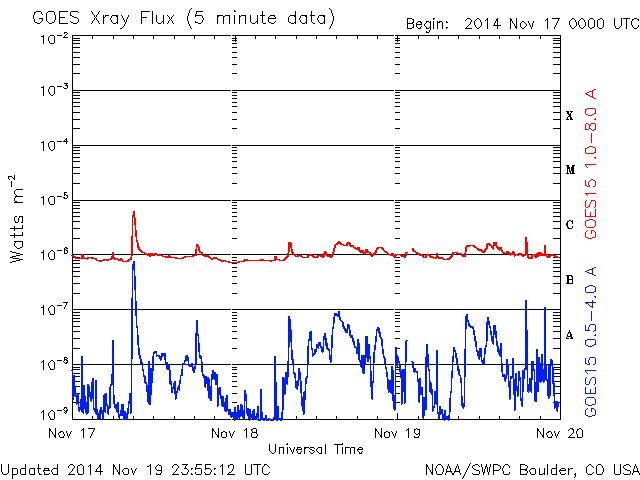 GOES Xray Flux (5 minute data)
Begin: 2014 Nov 17 0000 UTC
10⁻²
10⁻³
10⁻⁴
10⁻⁵
10⁻⁶
10⁻⁷
10⁻⁸
10⁻⁹
Watts m⁻²
X
M
C
B
A
GOES15 1.0-8.0 A
GOES15 0.5-4.0 A
Nov 17
Nov 18
Nov 19
Nov 20
Universal Time
Updated 2014 Nov 19 23:55:12 UTC
NOAA/SWPC Boulder, CO USA